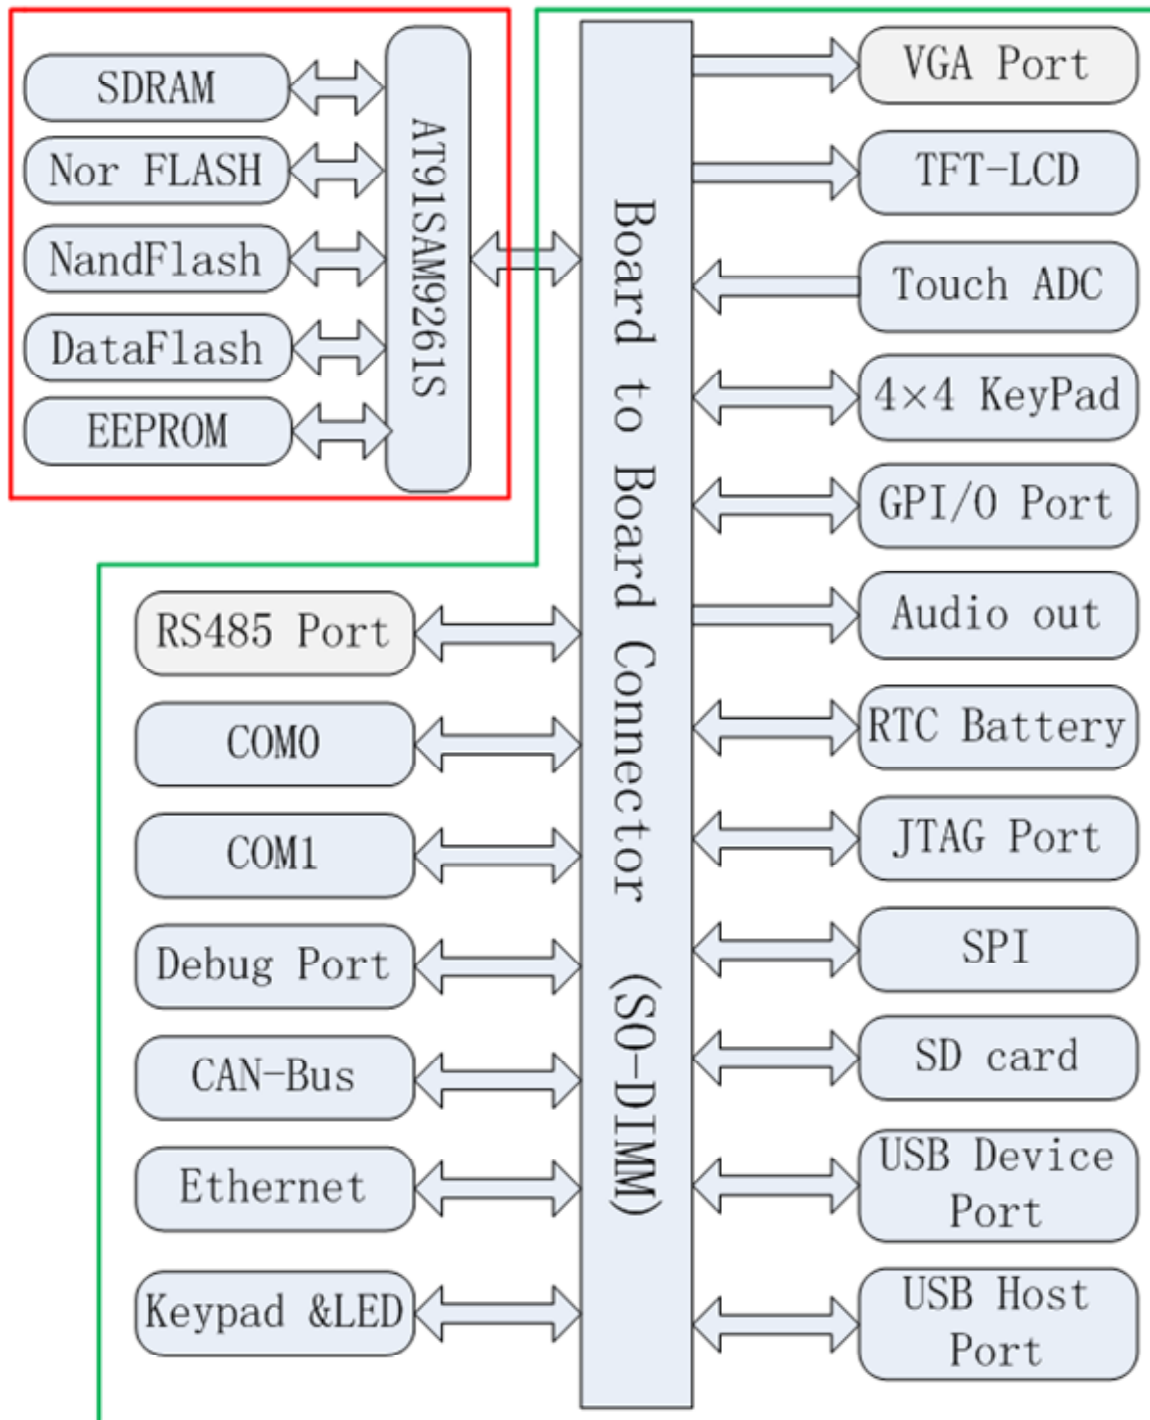 SDRAM
Nor FLASH
NandFlash
DataFlash
EEPROM
AT91SAM9261S
Board to Board Connector (SO-DIMM)
RS485 Port
COM0
COM1
Debug Port
CAN-Bus
Ethernet
Keypad &LED
VGA Port
TFT-LCD
Touch ADC
4×4 KeyPad
GPI/O Port
Audio out
RTC Battery
JTAG Port
SPI
SD card
USB Device
Port
USB Host
Port